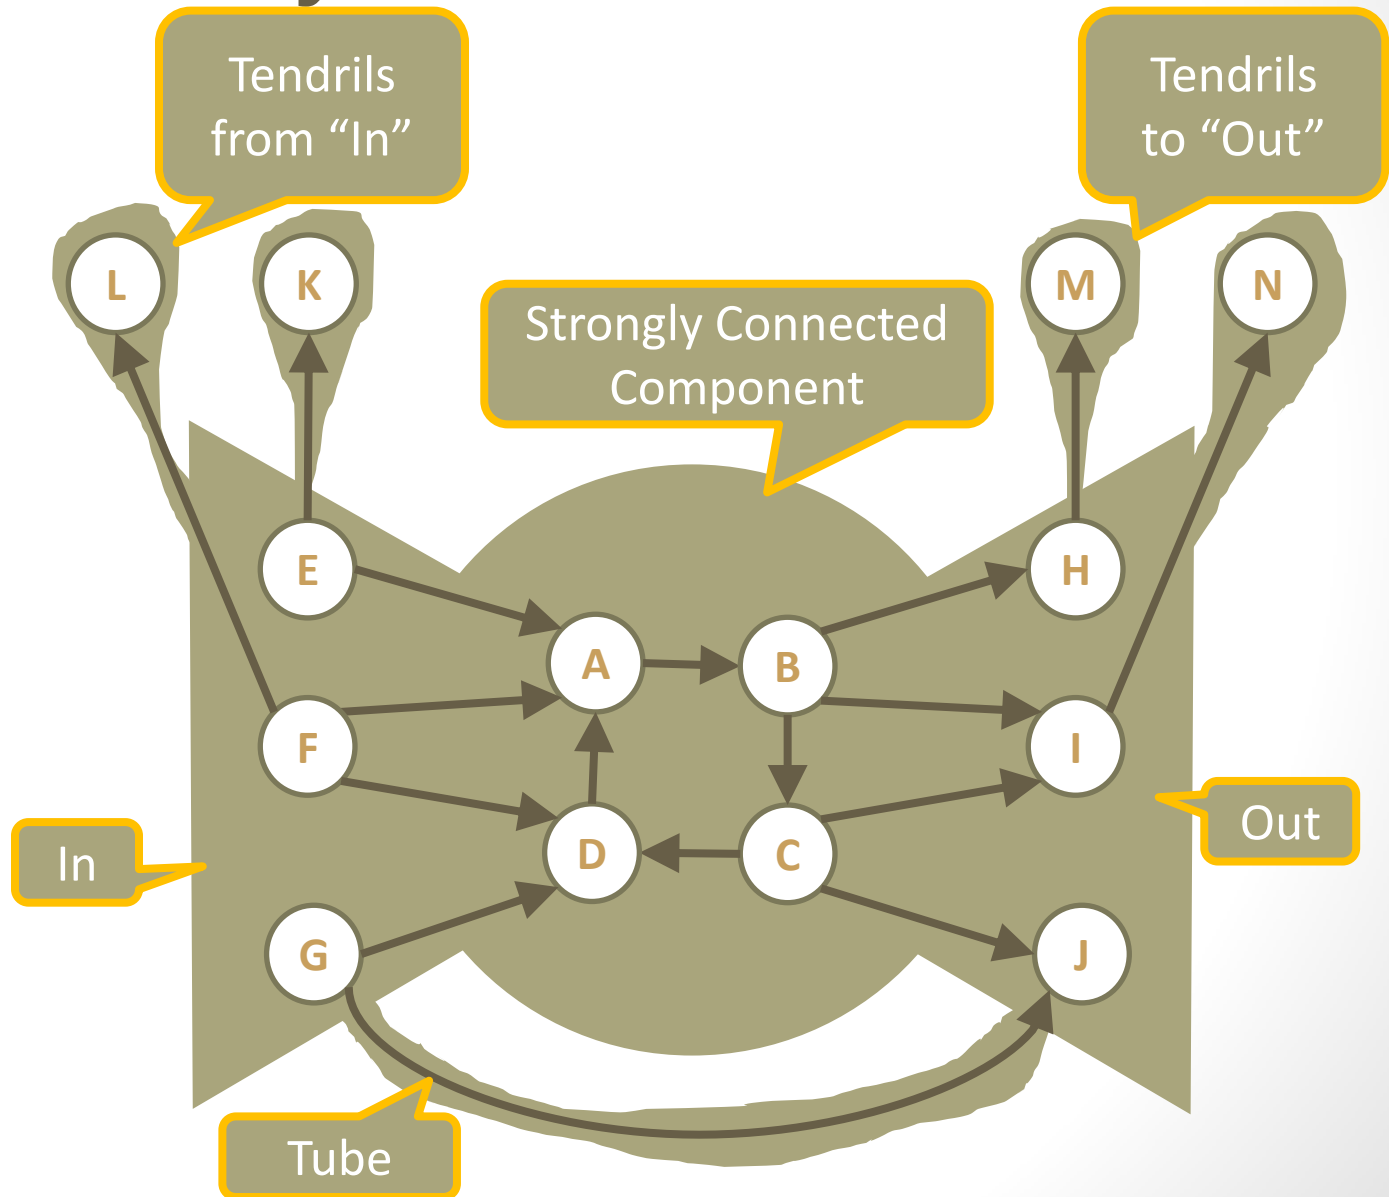 Tendrils
from “In”
Tendrils
to “Out”
L
K
M
N
Strongly Connected
Component
E
H
A
B
F
I
In
D
C
Out
G
J
Tube